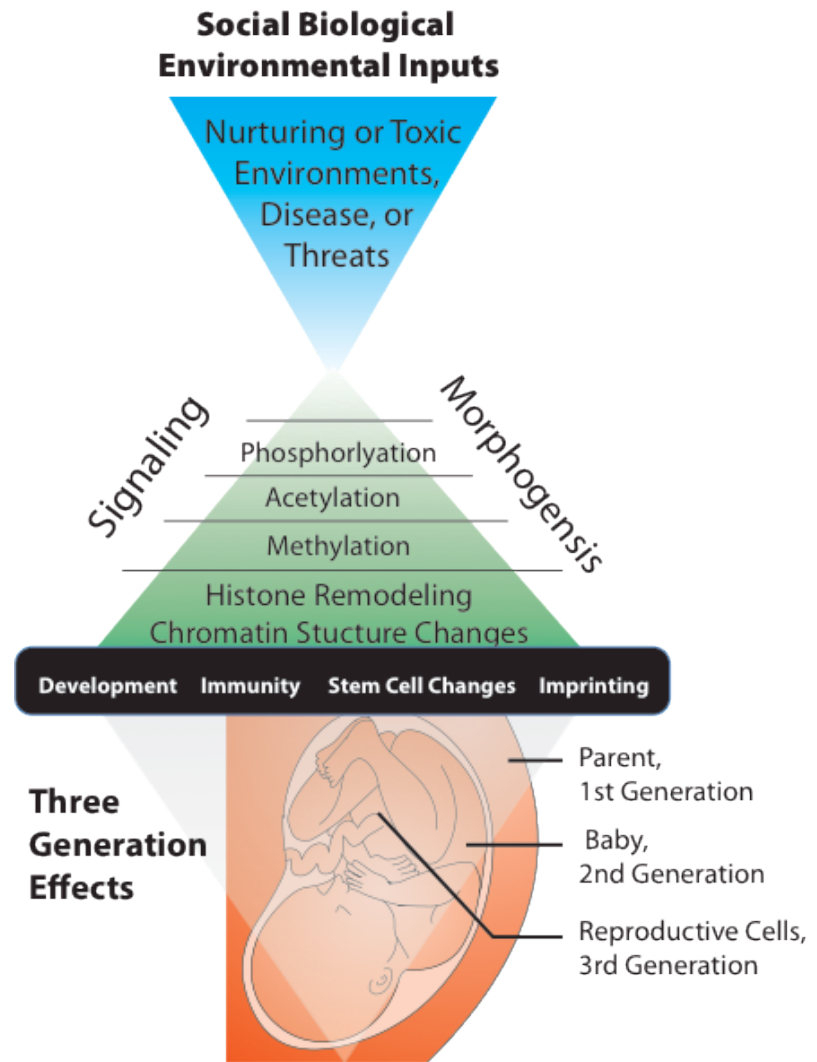 Social Biological
Environmental Inputs
Nurturing or Toxic
Environments,
Disease, or
Threats
Signaling
Morphogensis
Phosphorlyation
Acetylation
Methylation
Histone Remodeling
Chromatin Stucture Changes
Development Immunity Stem Cell Changes Imprinting
Three
Generation
Effects
Parent,
1st Generation
Baby,
2nd Generation
Reproductive Cells,
3rd Generation